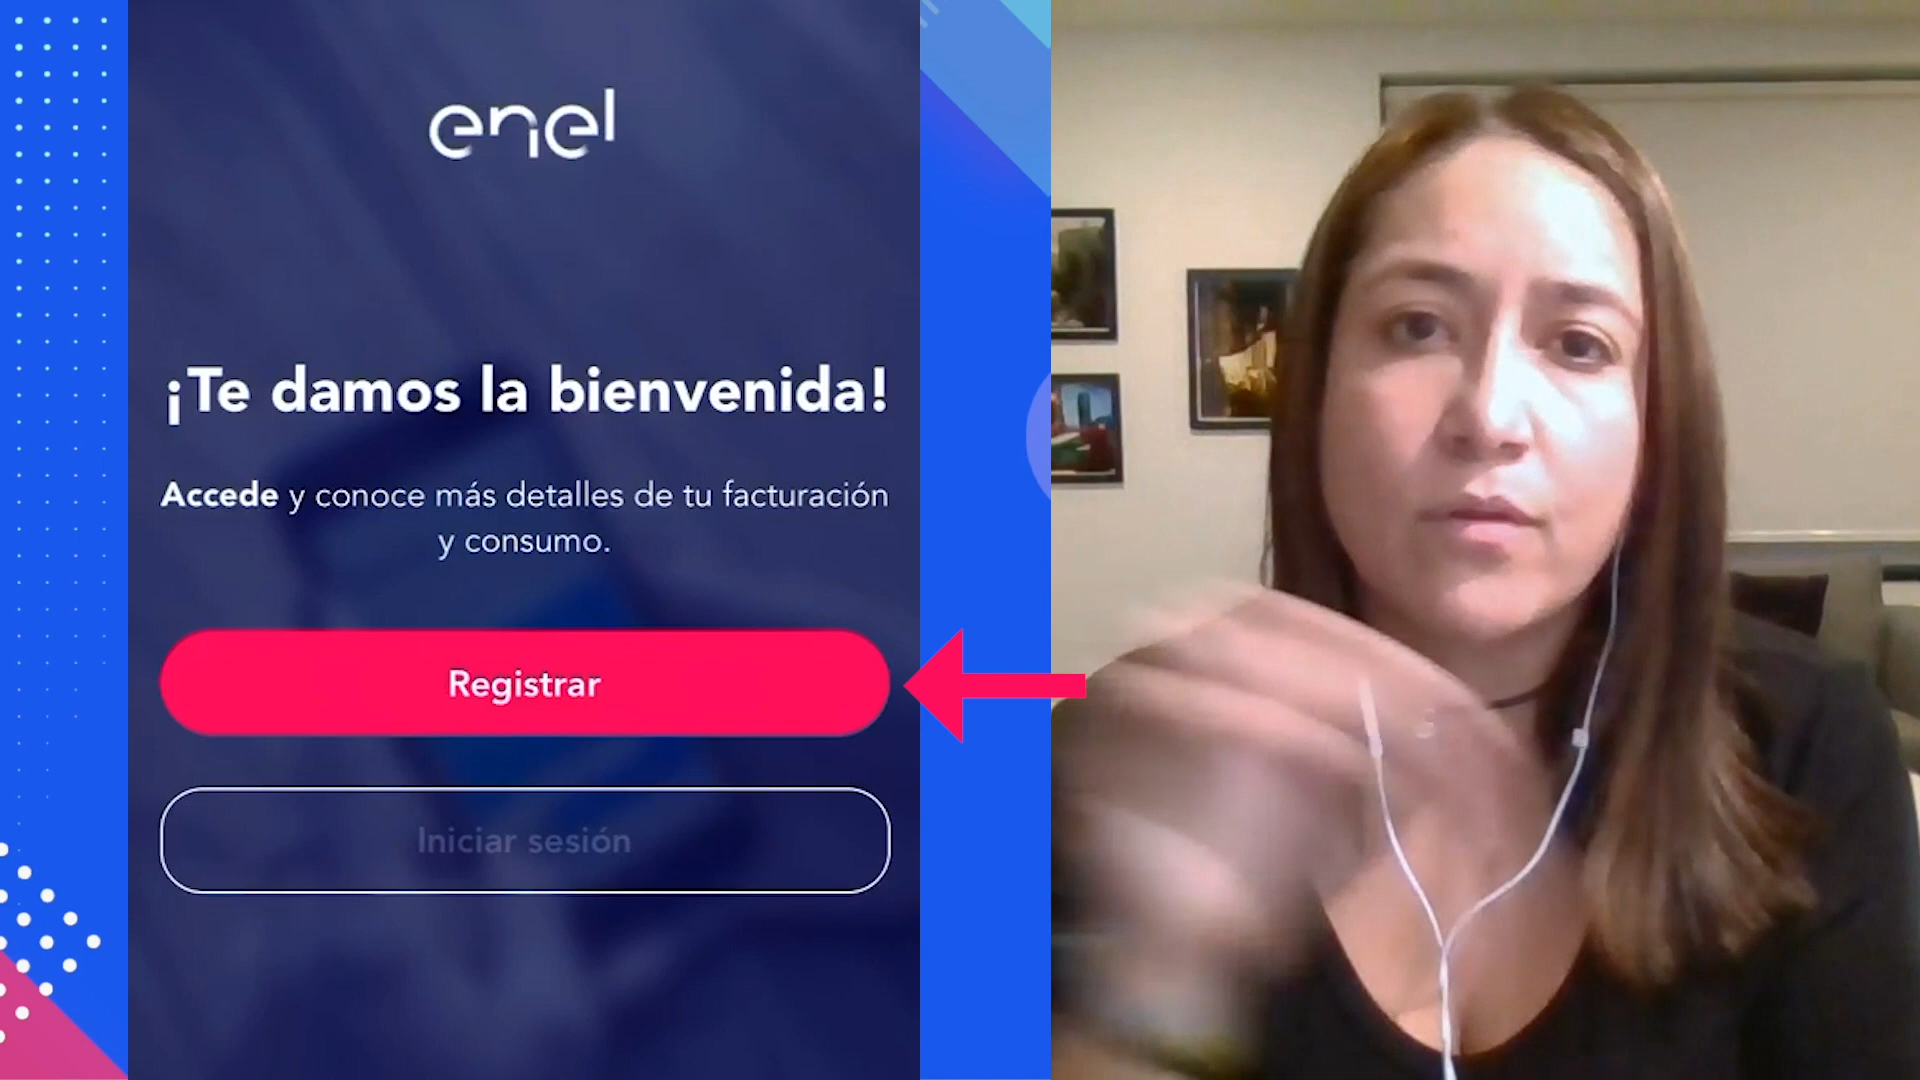 enel
¡Te damos la bienvenida!
Accede y conoce más detalles de tu facturación
y consumo.
Registrar
Iniciar sesión